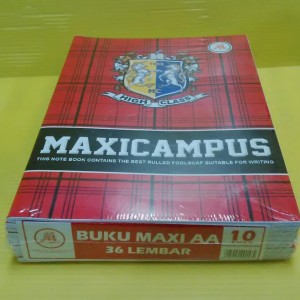 HIGH CLASS
MAXICAMPUS
THIS NOTE BOOK CONTAINS THE BEST RULLED FOOLSCAP SUITABLE FOR WRITING
BUKU MAXI AA 10
36 LEMBAR